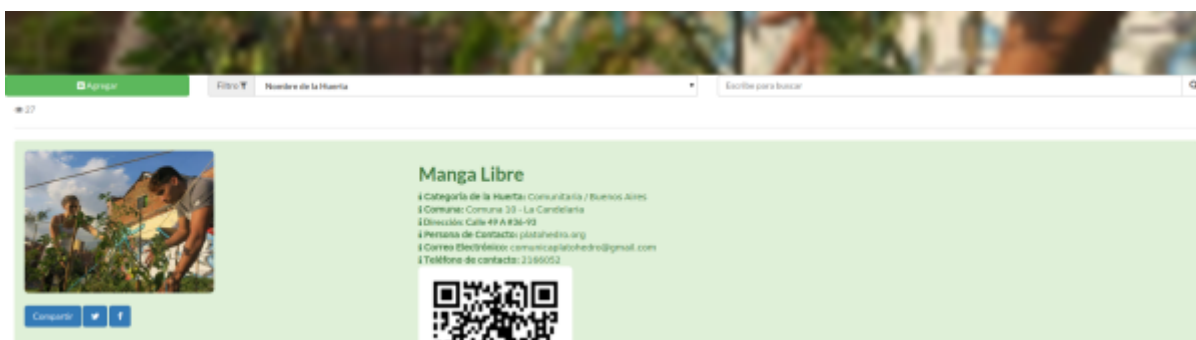 Agregar
Filtro
Nombre de la Huerta
Escribe para buscar
27
Manga Libre
Categoría de la Huerta: Comunitaria / Buenos Aires
Comuna: Comuna 10 - La Candelaria
Dirección: Calle 49 A #36-93
Persona de Contacto: platohedro.org
Correo Electrónico: comunicaplatohedro@gmail.com
Teléfono de contacto: 2166052
Compartir